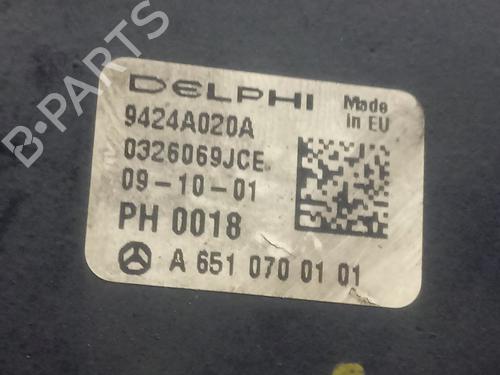 DELPHI
Made
in EU
9424A020A
0326069JCE
09-10-01
PH 0018
A 651 070 01 01
B-PARTS